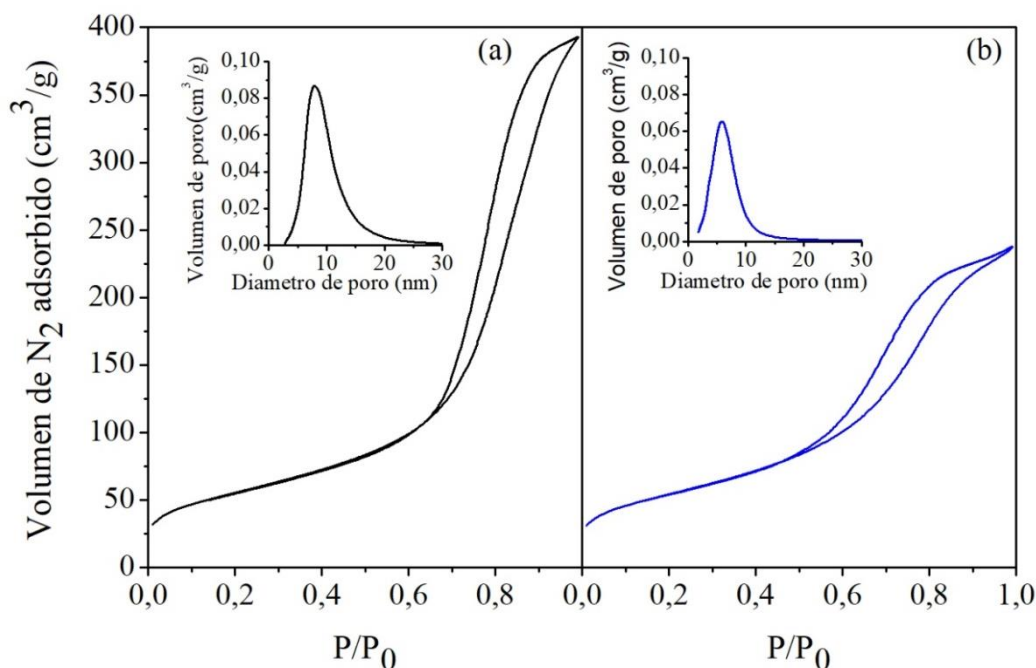 Volumen de N2 adsorbido (cm3/g)
400
350
300
250
200
150
100
50
0
(a)
Volumen de poro(cm3/g)
0,10
0,08
0,06
0,04
0,02
0,00
0 10 20 30
Diametro de poro (nm)
(b)
Volumen de poro (cm3/g)
0,10
0,08
0,06
0,04
0,02
0,00
0 10 20 30
Diametro de poro (nm)
0,0 0,2 0,4 0,6 0,8 0,0 0,2 0,4 0,6 0,8 1,0
P/P0 P/P0